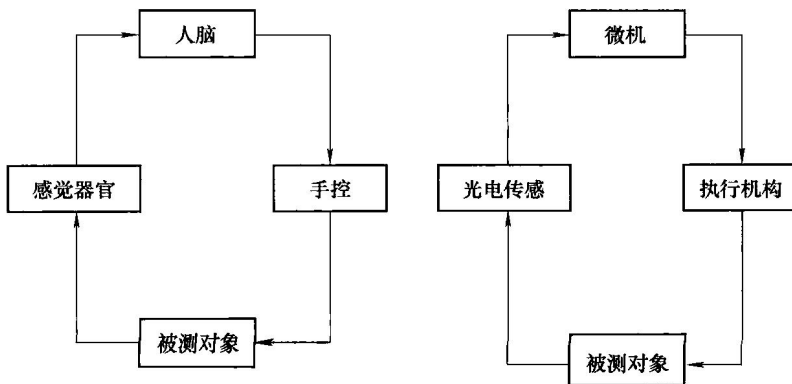 人脑
微机
感觉器官
手控
光电传感
执行机构
被测对象
被测对象